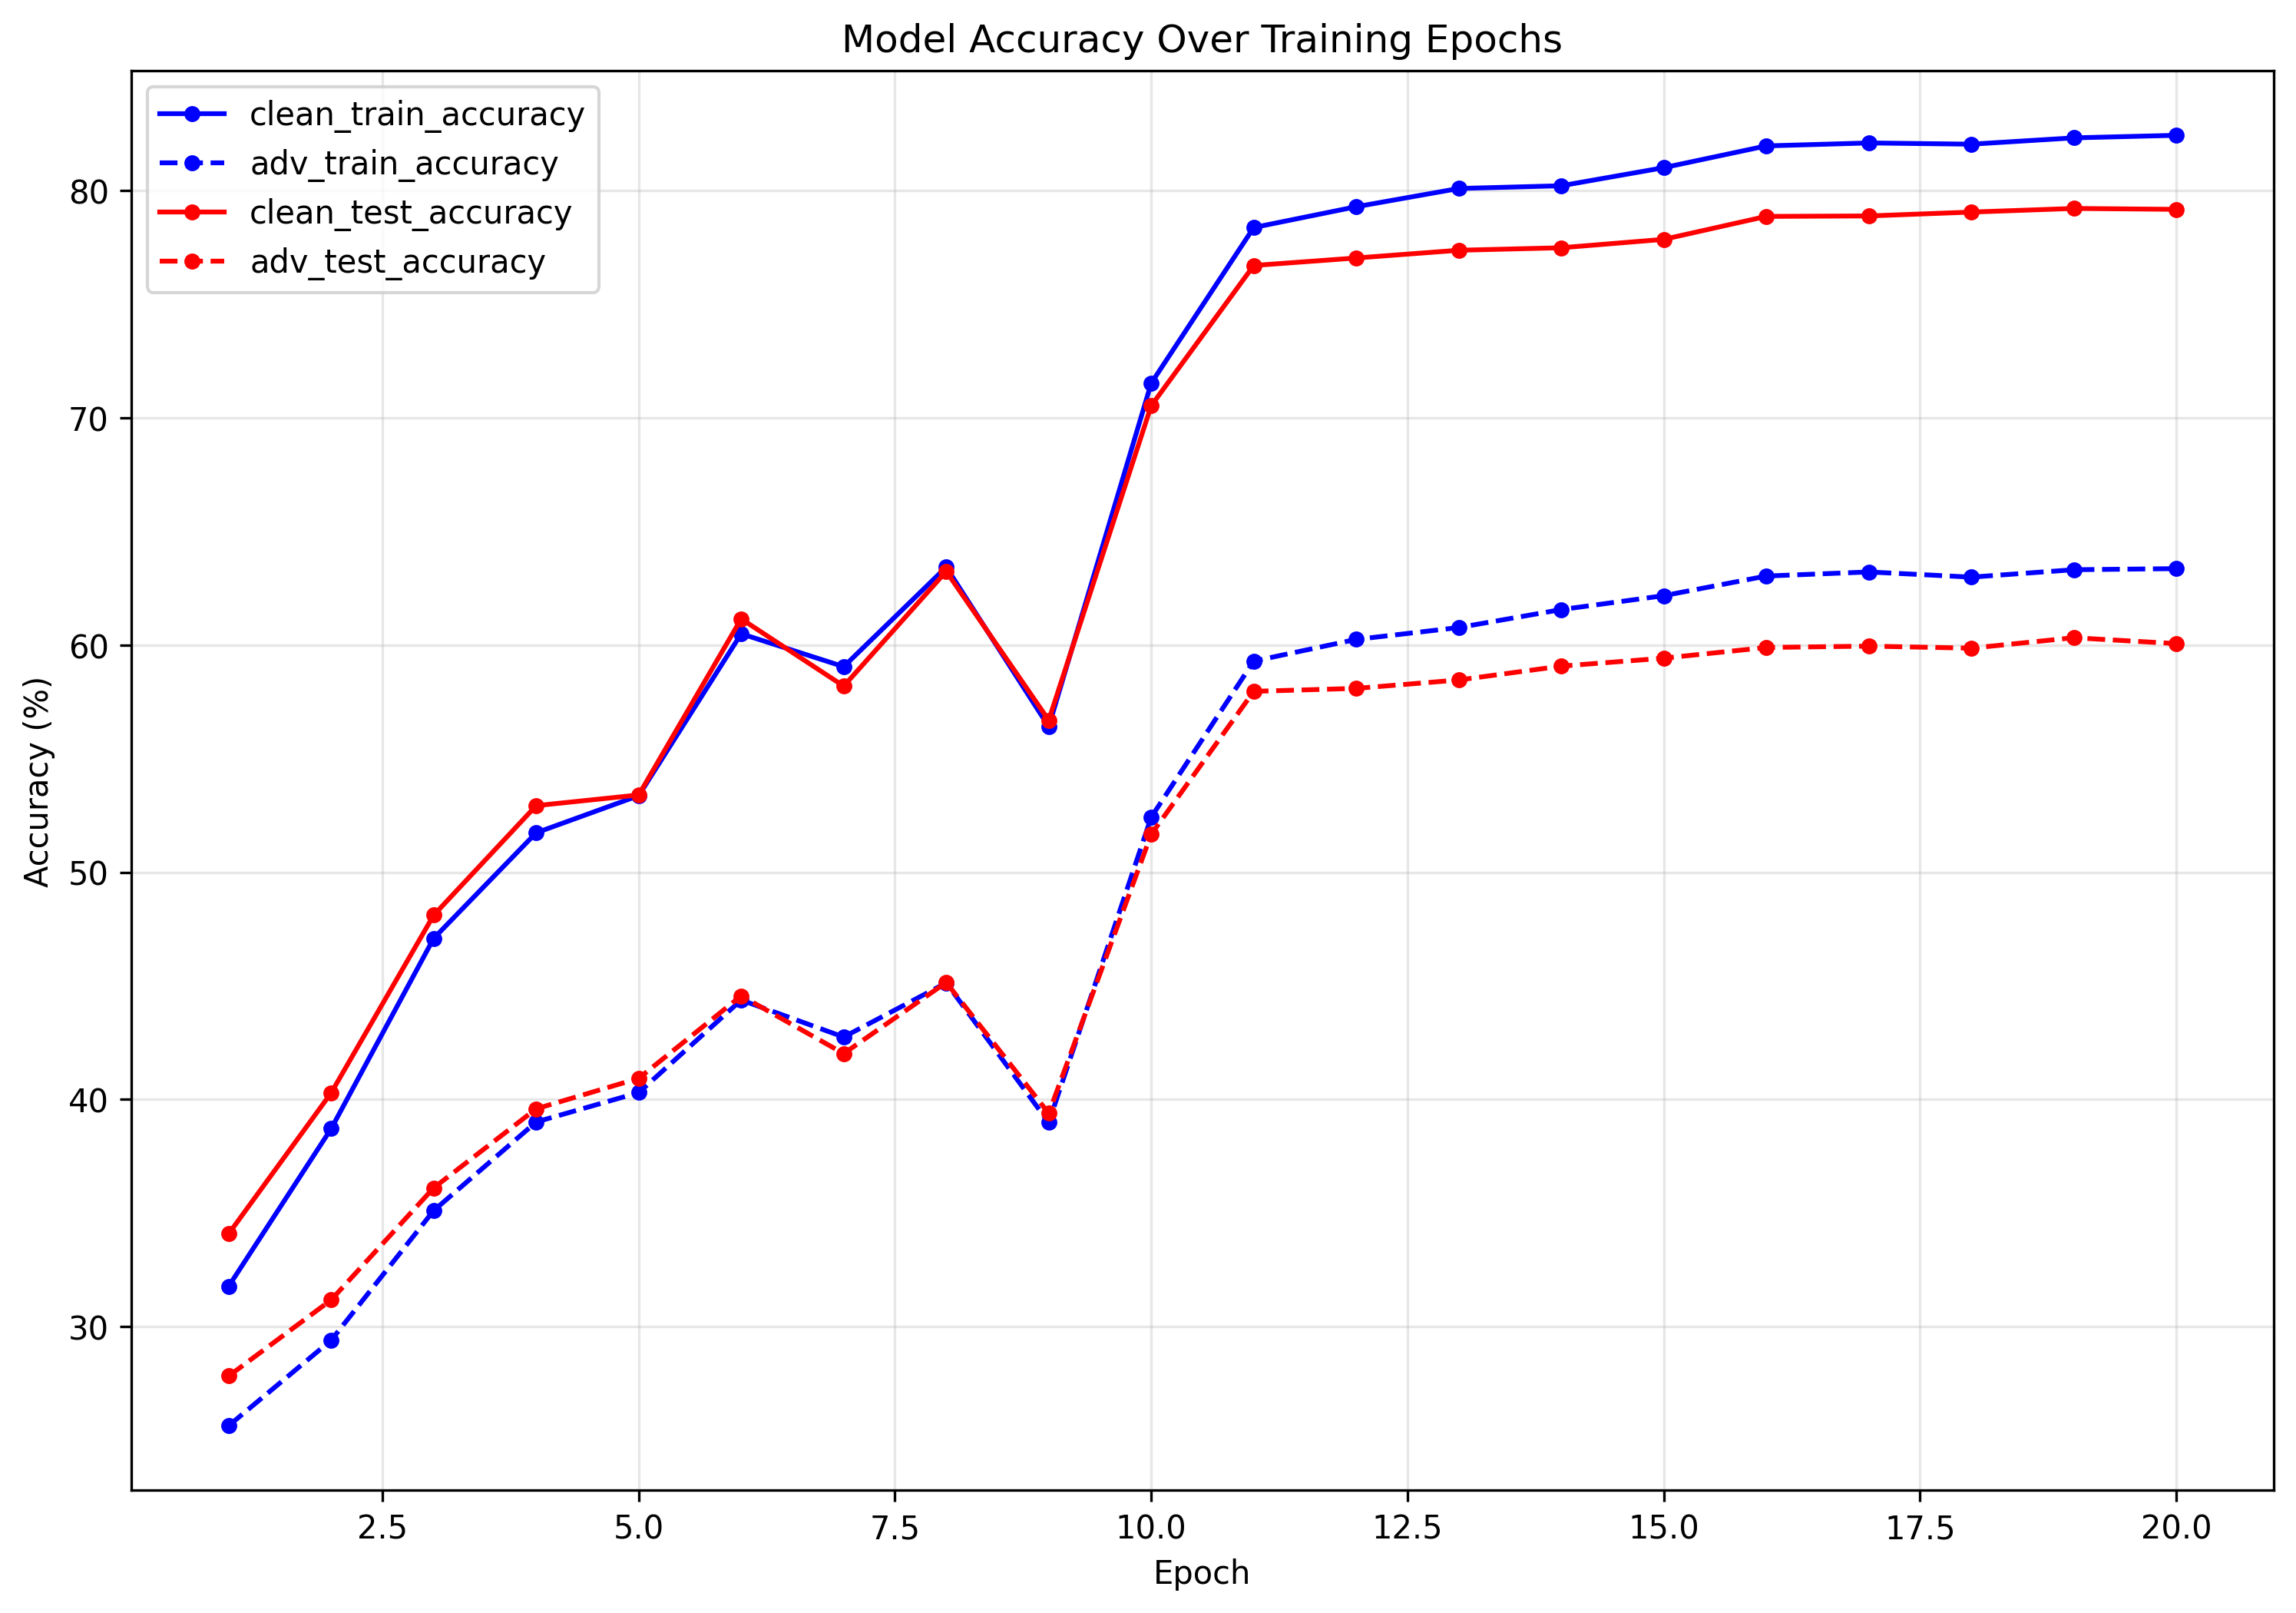 Model Accuracy Over Training Epochs
clean_train_accuracy
adv_train_accuracy
clean_test_accuracy
adv_test_accuracy
Accuracy (%)
80
70
60
50
40
30
2.5 5.0 7.5 10.0 12.5 15.0 17.5 20.0
Epoch